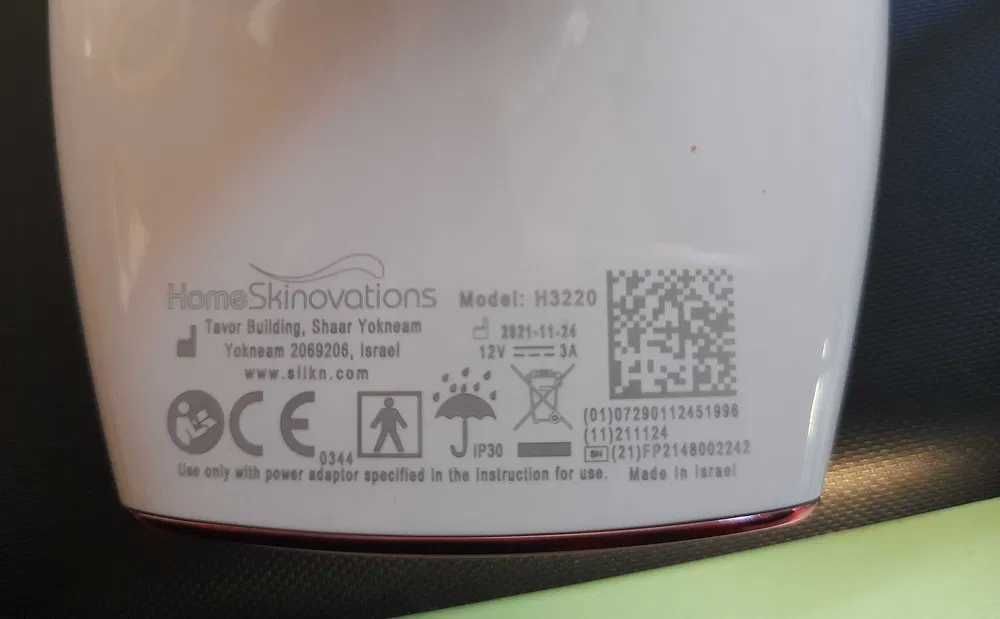 HomeSkinovations
Model: H3220
Tavor Building, Shaar Yokneam
Yokneam 2069206, Israel
www.silkn.com
2021-11-24
12V 3A
CE 0344
IP30
(01)07290112451996
(11)211124
SN (21)FP2148002242
Use only with power adaptor specified in the instruction for use.
Made in Israel